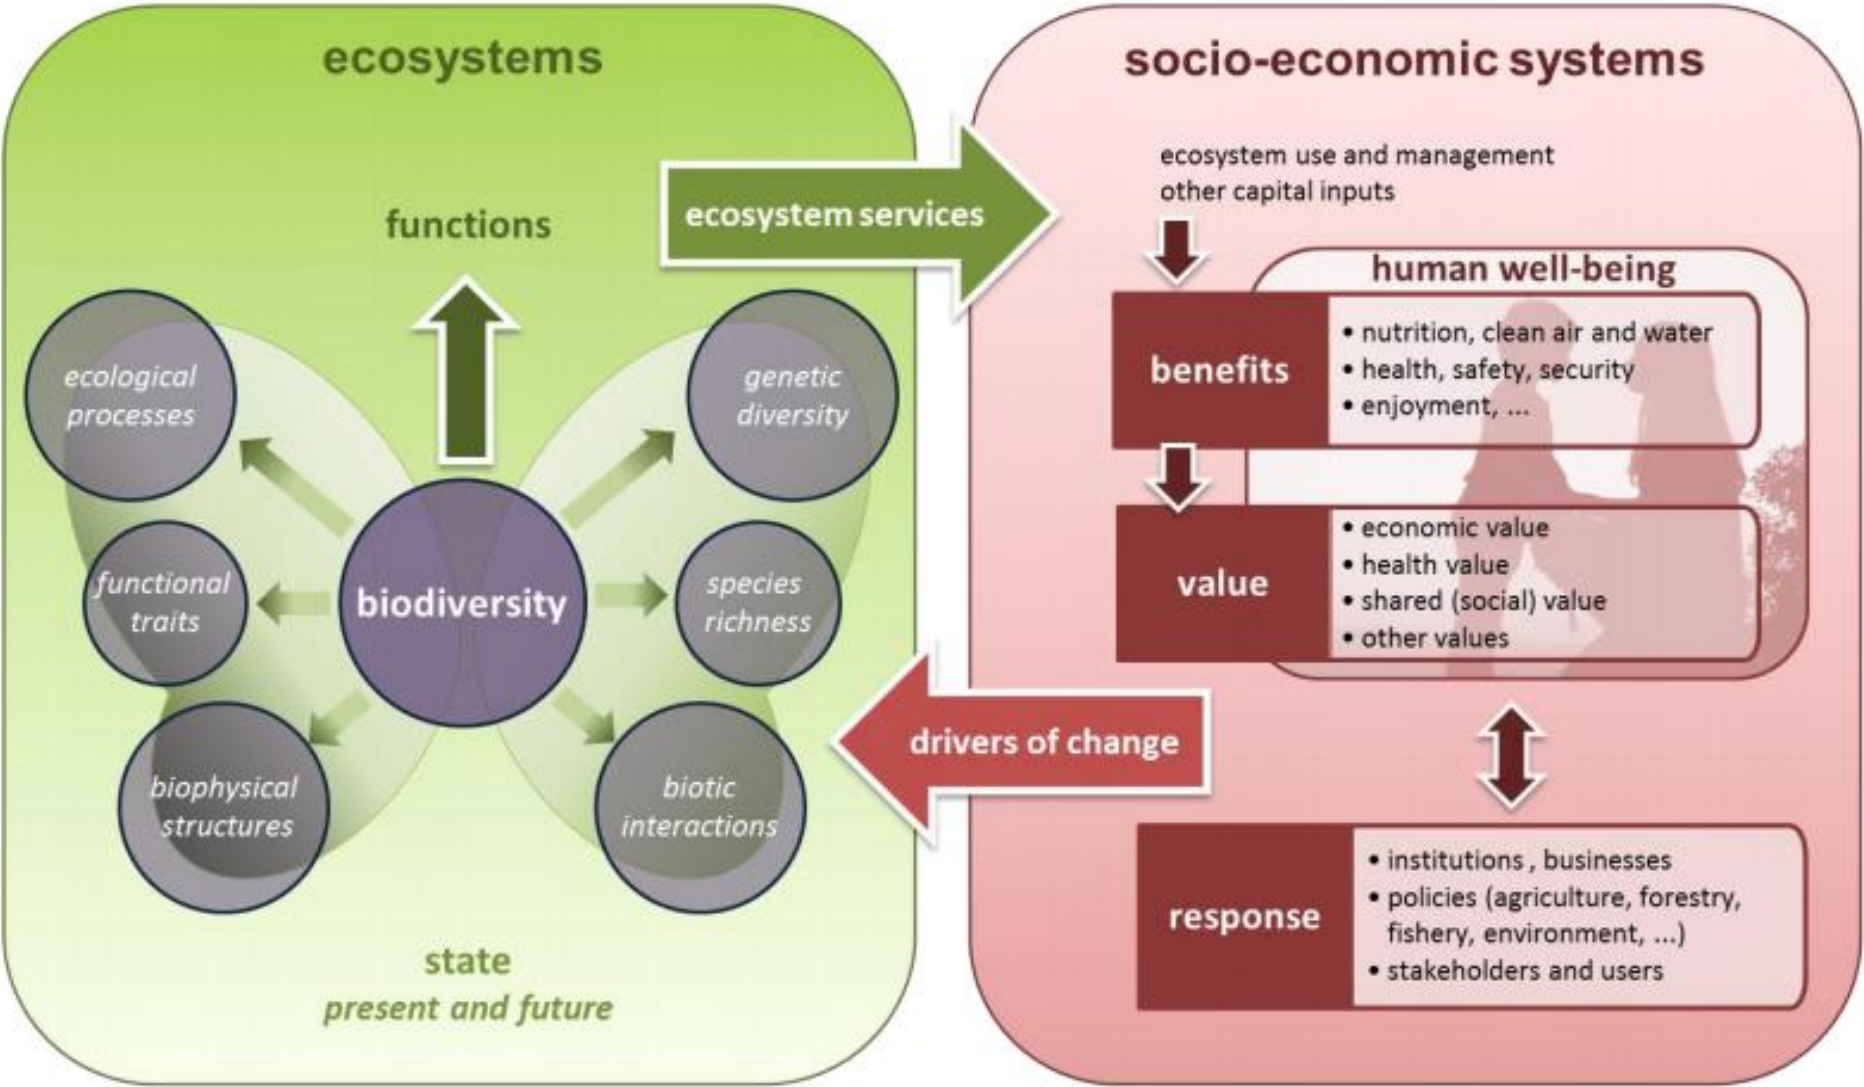 ecosystems
functions
ecosystem services
ecological
processes
genetic
diversity
functional
traits
biodiversity
species
richness
biophysical
structures
biotic
interactions
state
present and future
drivers of change
socio-economic systems
ecosystem use and management
other capital inputs
human well-being
benefits
• nutrition, clean air and water
• health, safety, security
• enjoyment, ...
value
• economic value
• health value
• shared (social) value
• other values
response
• institutions , businesses
• policies (agriculture, forestry,
fishery, environment, ...)
• stakeholders and users